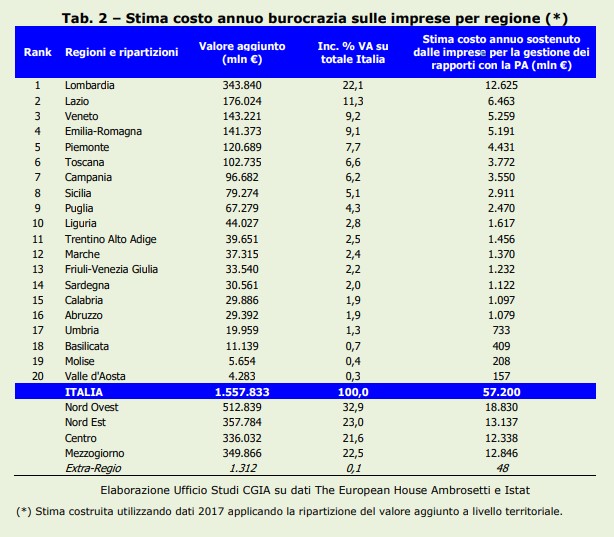 Tab. 2 – Stima costo annuo burocrazia sulle imprese per regione (*)
Rank Regioni e ripartizioni Valore aggiunto (mln €) Inc. % VA su totale Italia Stima costo annuo sostenuto dalle imprese per la gestione dei rapporti con la PA (mln €)
1 Lombardia 343.840 22,1 12.625
2 Lazio 176.024 11,3 6.463
3 Veneto 143.221 9,2 5.259
4 Emilia-Romagna 141.373 9,1 5.191
5 Piemonte 120.689 7,7 4.431
6 Toscana 102.735 6,6 3.772
7 Campania 96.682 6,2 3.550
8 Sicilia 79.274 5,1 2.911
9 Puglia 67.279 4,3 2.470
10 Liguria 44.027 2,8 1.617
11 Trentino Alto Adige 39.651 2,5 1.456
12 Marche 37.315 2,4 1.370
13 Friuli-Venezia Giulia 33.540 2,2 1.232
14 Sardegna 30.561 2,0 1.122
15 Calabria 29.886 1,9 1.097
16 Abruzzo 29.392 1,9 1.079
17 Umbria 19.959 1,3 733
18 Basilicata 11.139 0,7 409
19 Molise 5.654 0,4 208
20 Valle d'Aosta 4.283 0,3 157
ITALIA 1.557.833 100,0 57.200
Nord Ovest 512.839 32,9 18.830
Nord Est 357.784 23,0 13.137
Centro 336.032 21,6 12.338
Mezzogiorno 349.866 22,5 12.846
Extra-Regio 1.312 0,1 48
Elaborazione Ufficio Studi CGIA su dati The European House Ambrosetti e Istat
(*) Stima costruita utilizzando dati 2017 applicando la ripartizione del valore aggiunto a livello territoriale.